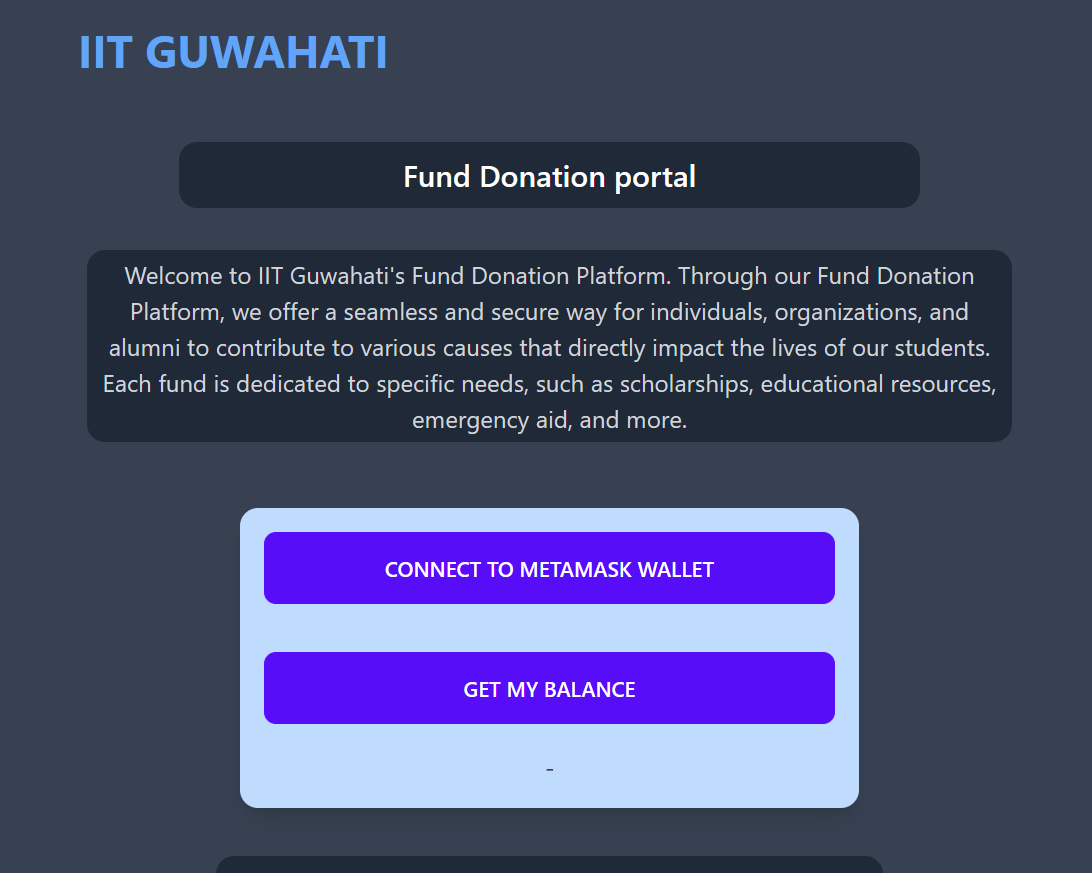 IIT GUWAHATI
Fund Donation portal
Welcome to IIT Guwahati's Fund Donation Platform. Through our Fund Donation
Platform, we offer a seamless and secure way for individuals, organizations, and
alumni to contribute to various causes that directly impact the lives of our students.
Each fund is dedicated to specific needs, such as scholarships, educational resources,
emergency aid, and more.
CONNECT TO METAMASK WALLET
GET MY BALANCE
-